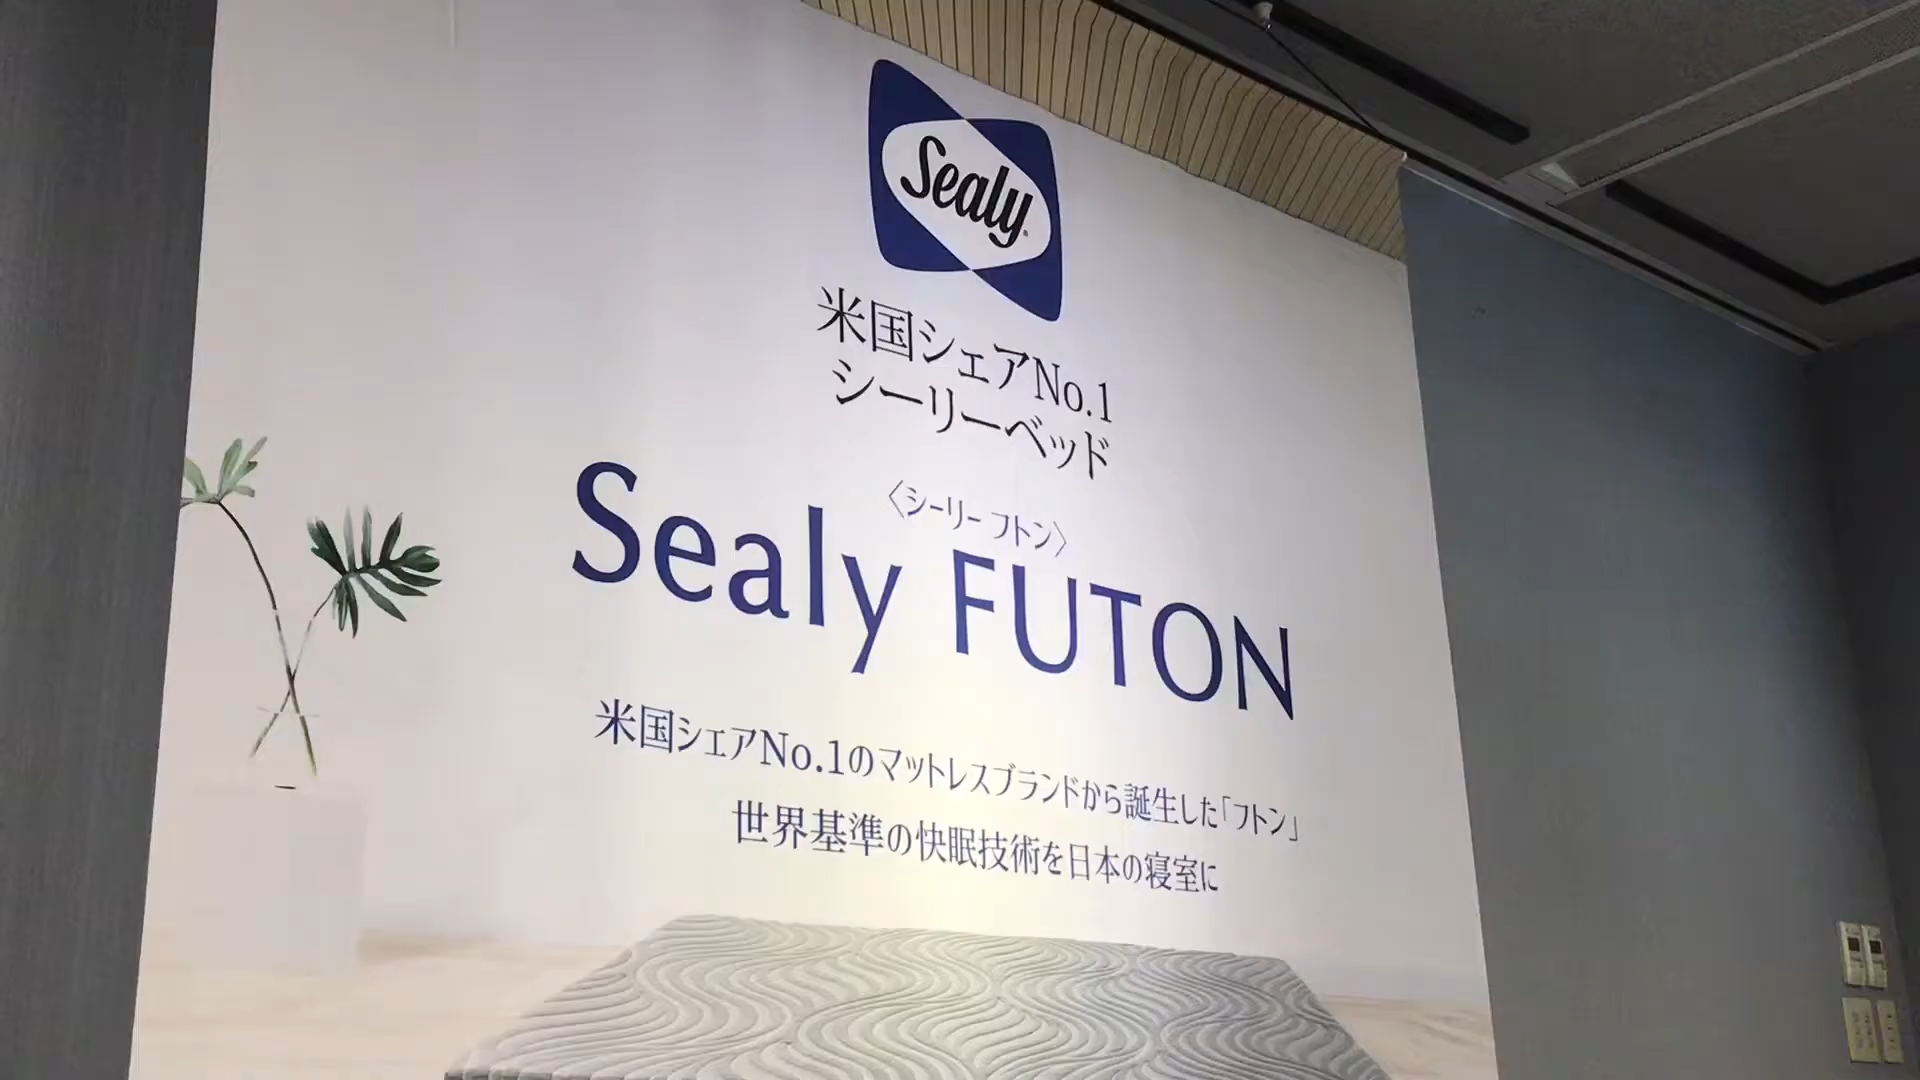 Sealy
米国シェアNo.1
シーリーベッド
〈シーリー フトン〉
Sealy FUTON
米国シェアNo.1のマットレスブランドから誕生した「フトン」
世界基準の快眠技術を日本の寝室に